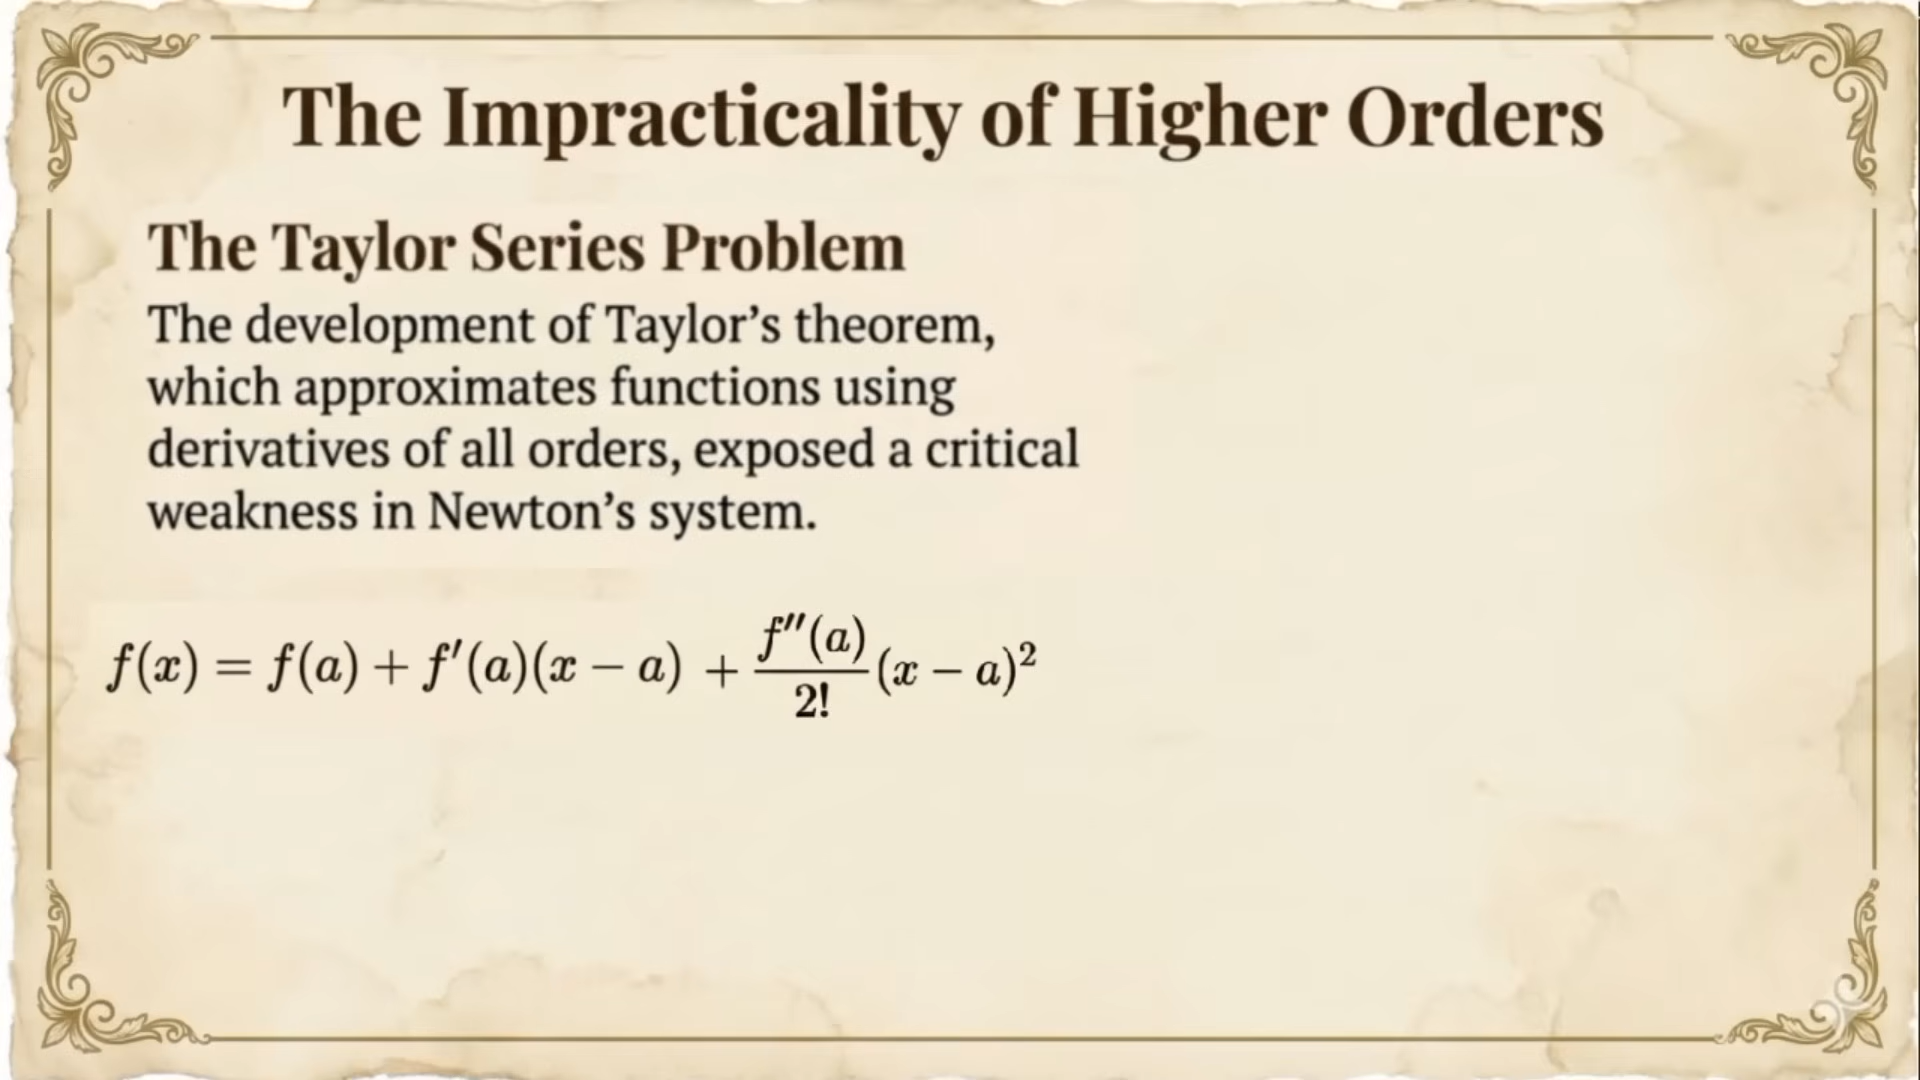 The Impracticality of Higher Orders
The Taylor Series Problem
The development of Taylor’s theorem,
which approximates functions using
derivatives of all orders, exposed a critical
weakness in Newton’s system.
f(x) = f(a) + f′(a)(x − a) + f″(a)/2! (x − a)²